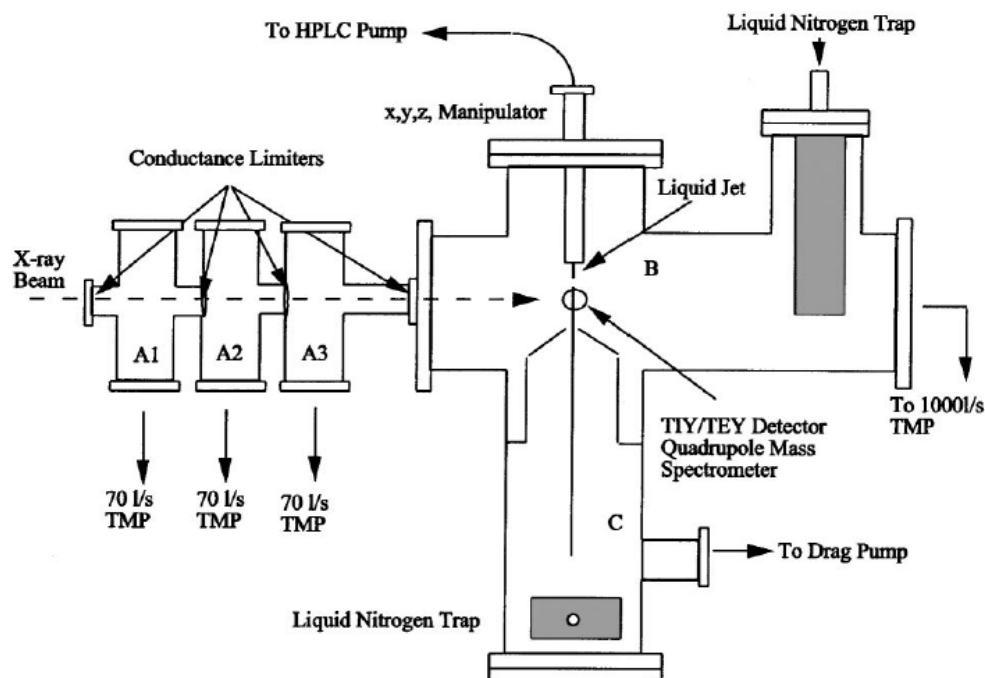 To HPLC Pump
Liquid Nitrogen Trap
x,y,z, Manipulator
Conductance Limiters
Liquid Jet
X-ray
Beam
B
A1
A2
A3
To 1000l/s
TMP
TIY/TEY Detector
Quadrupole Mass
Spectrometer
70 l/s
TMP
70 l/s
TMP
70 l/s
TMP
C
To Drag Pump
Liquid Nitrogen Trap